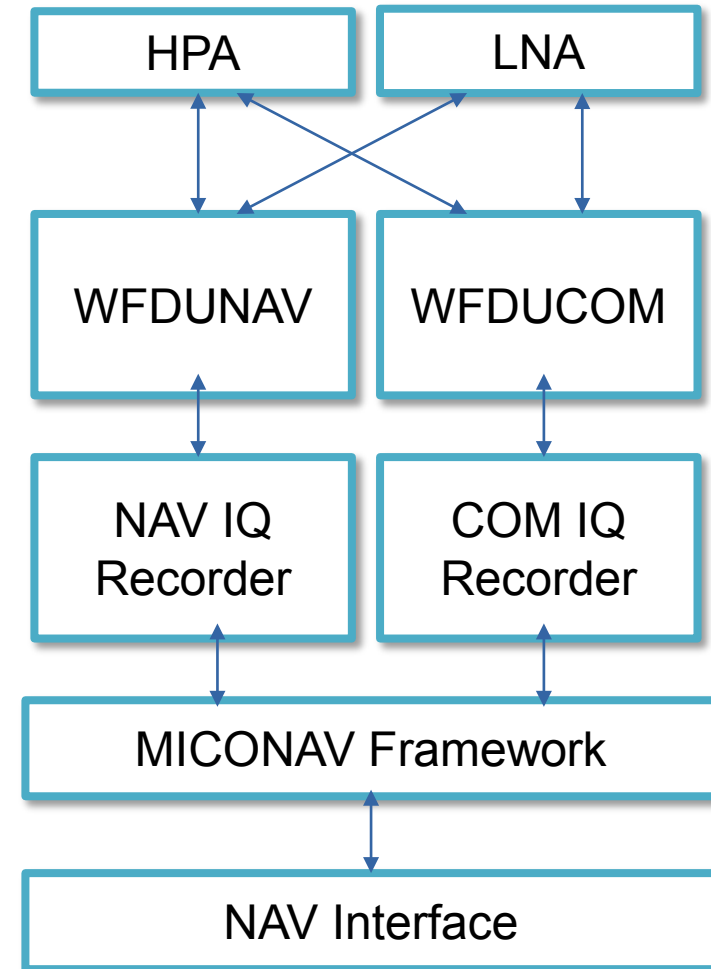 HPA
LNA
WFDUNAV
WFDUCOM
NAV IQ
Recorder
COM IQ
Recorder
MICONAV Framework
NAV Interface